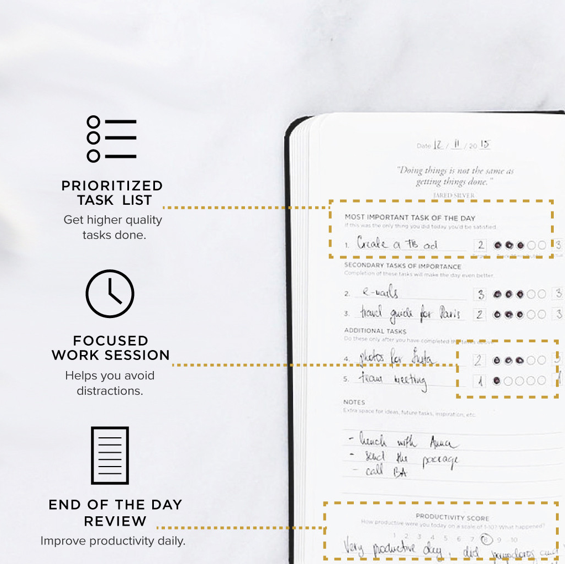 PRIORITIZED
TASK LIST
Get higher quality
tasks done.
FOCUSED
WORK SESSION
Helps you avoid
distractions.
END OF THE DAY
REVIEW
Improve productivity daily.
Date 12 / 11 / 20 15
"Doing things is not the same as
getting things done."
JARED SILVER
MOST IMPORTANT TASK OF THE DAY
If this was the only thing you did today, you'd be satisfied.
1. Create a FB ad 2 3
SECONDARY TASKS OF IMPORTANCE
Completion of these tasks will make the day even better.
2. e-mails 3 3
3. travel guide for Paris 2
ADDITIONAL TASKS
Do these only after you have completed
4. photos for Insta 2
5. team meeting 1
NOTES
Extra space for ideas, future tasks, inspiration, etc.
- lunch with Anna
- send the package
- call BA
PRODUCTIVITY SCORE
How productive were you today on a scale of 1-10? What happened?
1 2 3 4 5 6 7 8 9 10
Very productive day, did